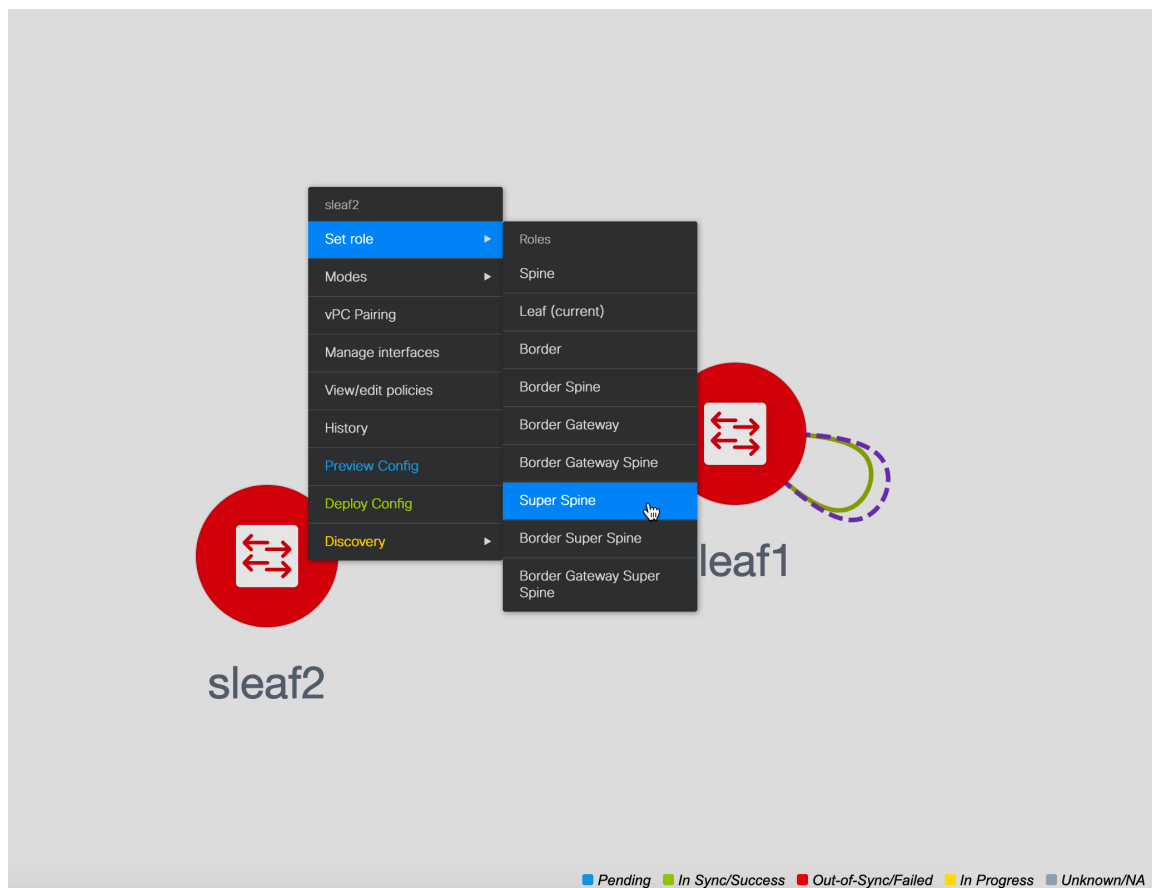 sleaf2
Set role
Modes
vPC Pairing
Manage interfaces
View/edit policies
History
Preview Config
Deploy Config
Discovery
Roles
Spine
Leaf (current)
Border
Border Spine
Border Gateway
Border Gateway Spine
Super Spine
Border Super Spine
Border Gateway Super
Spine
leaf1
sleaf2
Pending In Sync/Success Out-of-Sync/Failed In Progress Unknown/NA